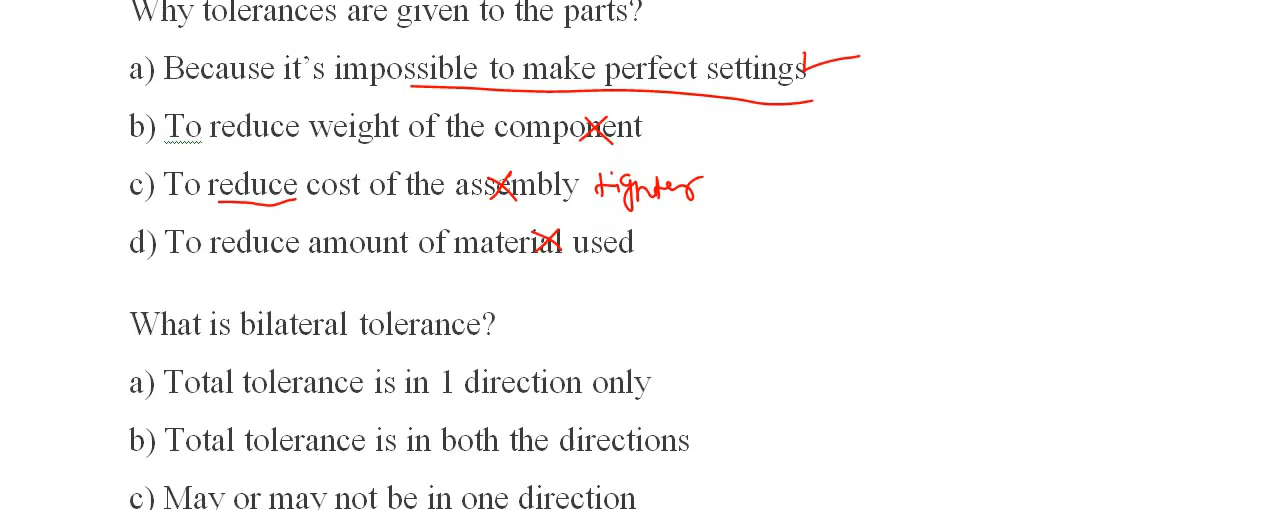 Why tolerances are given to the parts?
a) Because it’s impossible to make perfect settings
b) To reduce weight of the component
c) To reduce cost of the assembly tighter
d) To reduce amount of material used
What is bilateral tolerance?
a) Total tolerance is in 1 direction only
b) Total tolerance is in both the directions
c) May or may not be in one direction